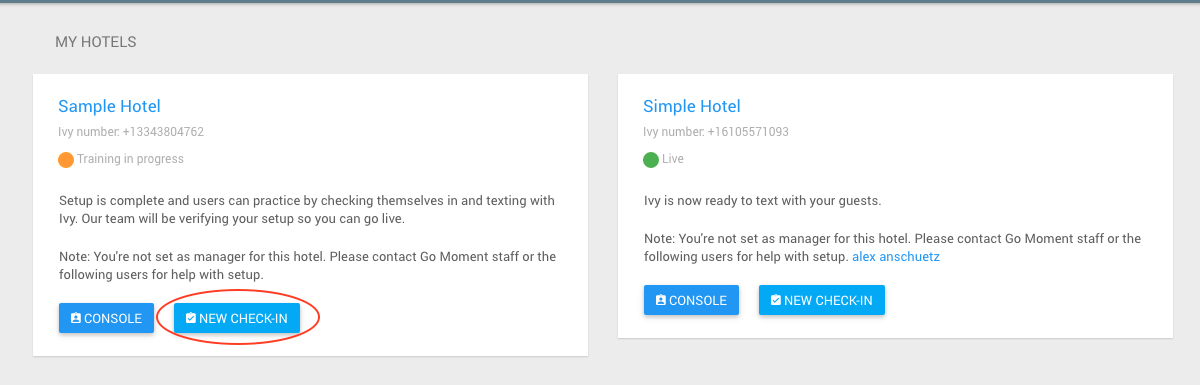 MY HOTELS
Sample Hotel
Ivy number: +13343804762
Training in progress
Setup is complete and users can practice by checking themselves in and texting with
Ivy. Our team will be verifying your setup so you can go live.
Note: You're not set as manager for this hotel. Please contact Go Moment staff or the
following users for help with setup.
CONSOLE
NEW CHECK-IN
Simple Hotel
Ivy number: +16105571093
Live
Ivy is now ready to text with your guests.
Note: You're not set as manager for this hotel. Please contact Go Moment staff or the
following users for help with setup. alex anschuetz
CONSOLE
NEW CHECK-IN